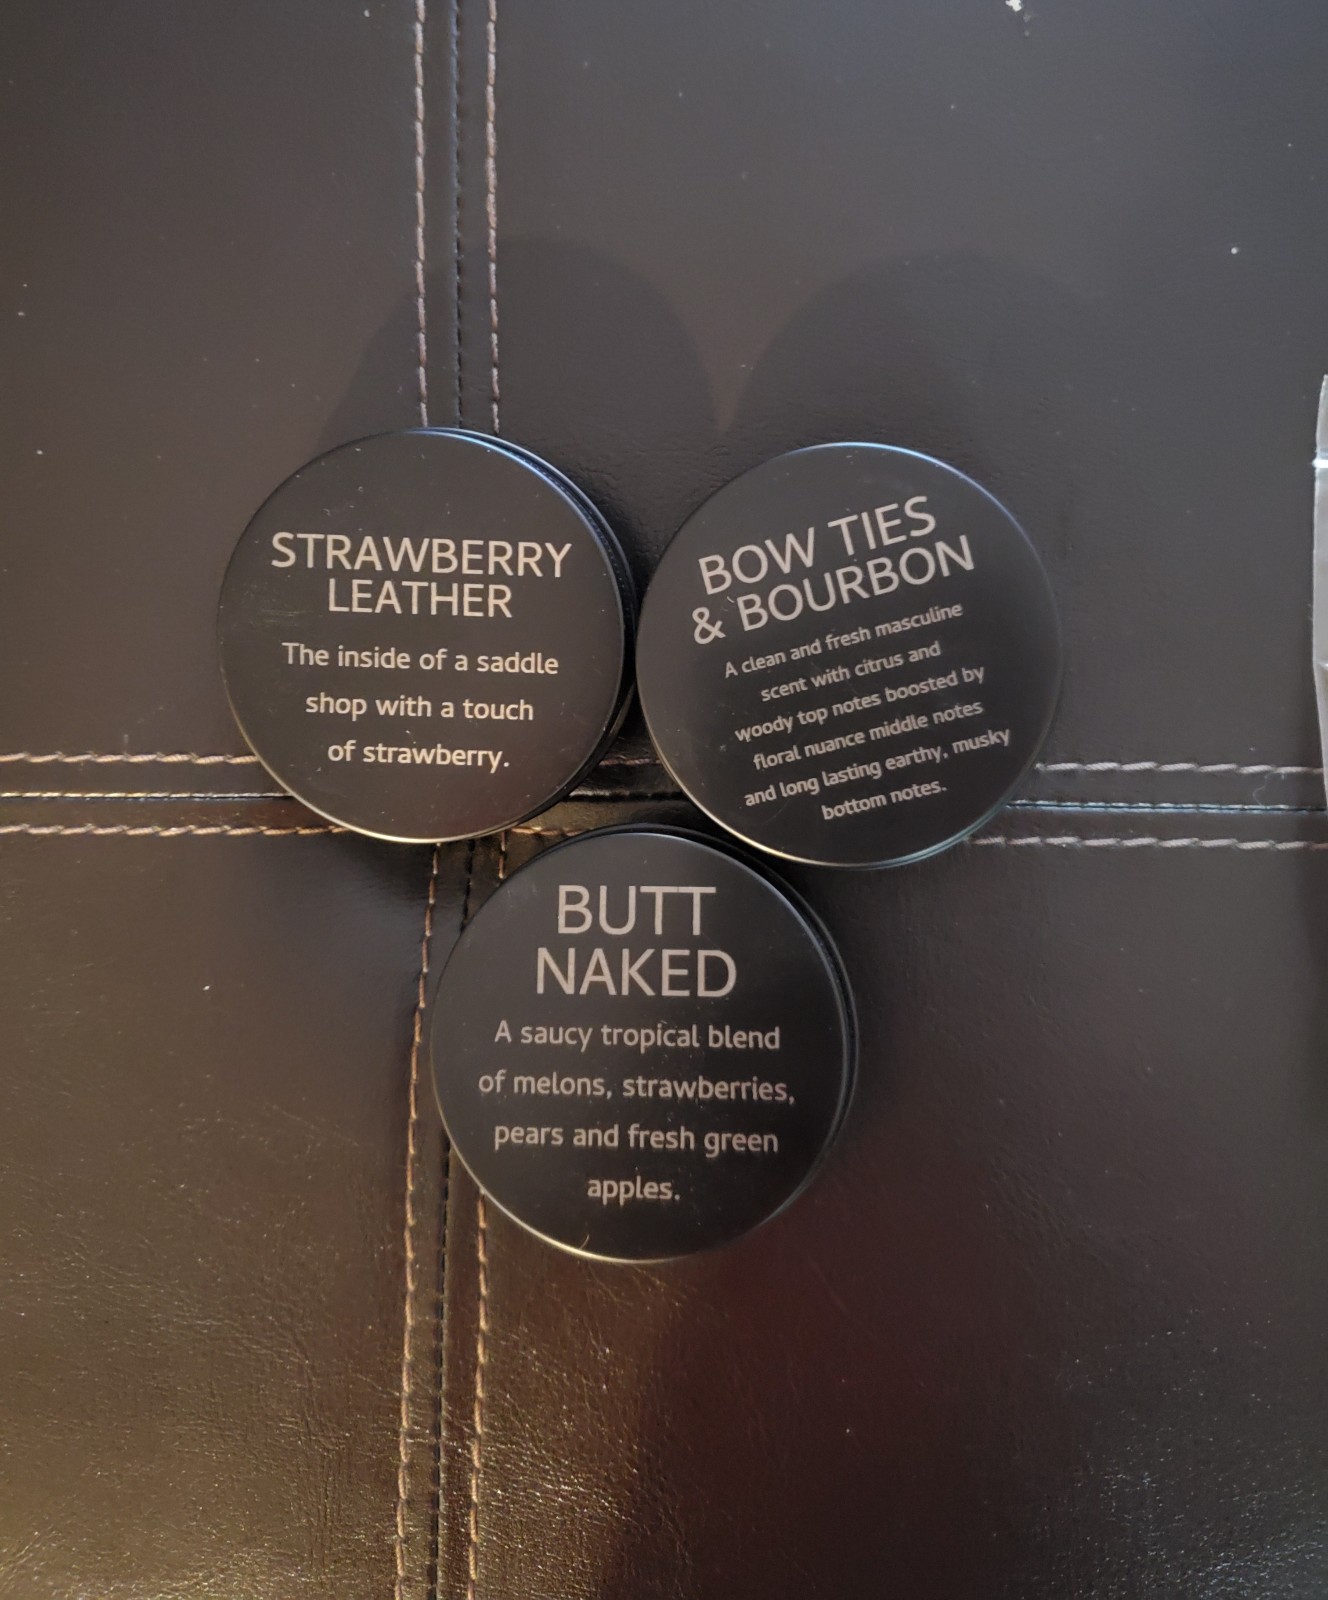 STRAWBERRY
LEATHER
The inside of a saddle
shop with a touch
of strawberry.
BOW TIES
& BOURBON
A clean and fresh masculine
scent with citrus and
woody top notes boosted by
floral nuance middle notes
and long lasting earthy, musky
bottom notes.
BUTT
NAKED
A saucy tropical blend
of melons, strawberries,
pears and fresh green
apples.